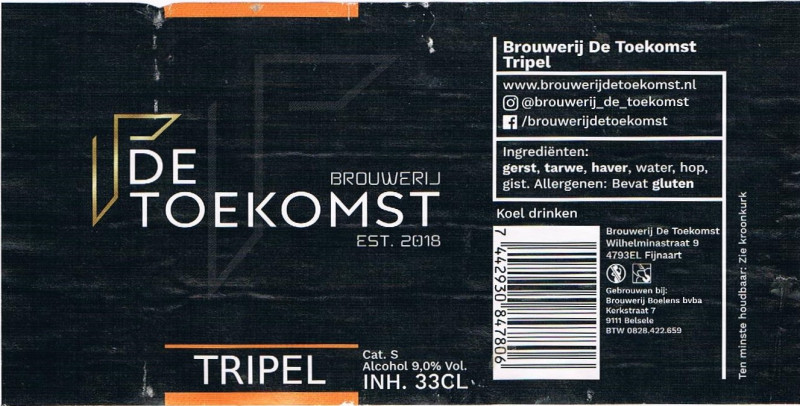 DE
BROUWERIJ
TOEKOMST
EST. 2018
TRIPEL
Cat. S
Alcohol 9,0% Vol.
INH. 33CL
Brouwerij De Toekomst
Tripel
www.brouwerijdetoekomst.nl
@brouwerij_de_toekomst
/brouwerijdetoekomst
Ingrediënten:
gerst, tarwe, haver, water, hop,
gist. Allergenen: Bevat gluten
Koel drinken
7 442930 847806
Brouwerij De Toekomst
Wilhelminastraat 9
4793EL Fijnaart
Gebrouwen bij:
Brouwerij Boelens bvba
Kerkstraat 7
9111 Belsele
BTW 0828.422.659
Ten minste houdbaar: Zie kroonkurk